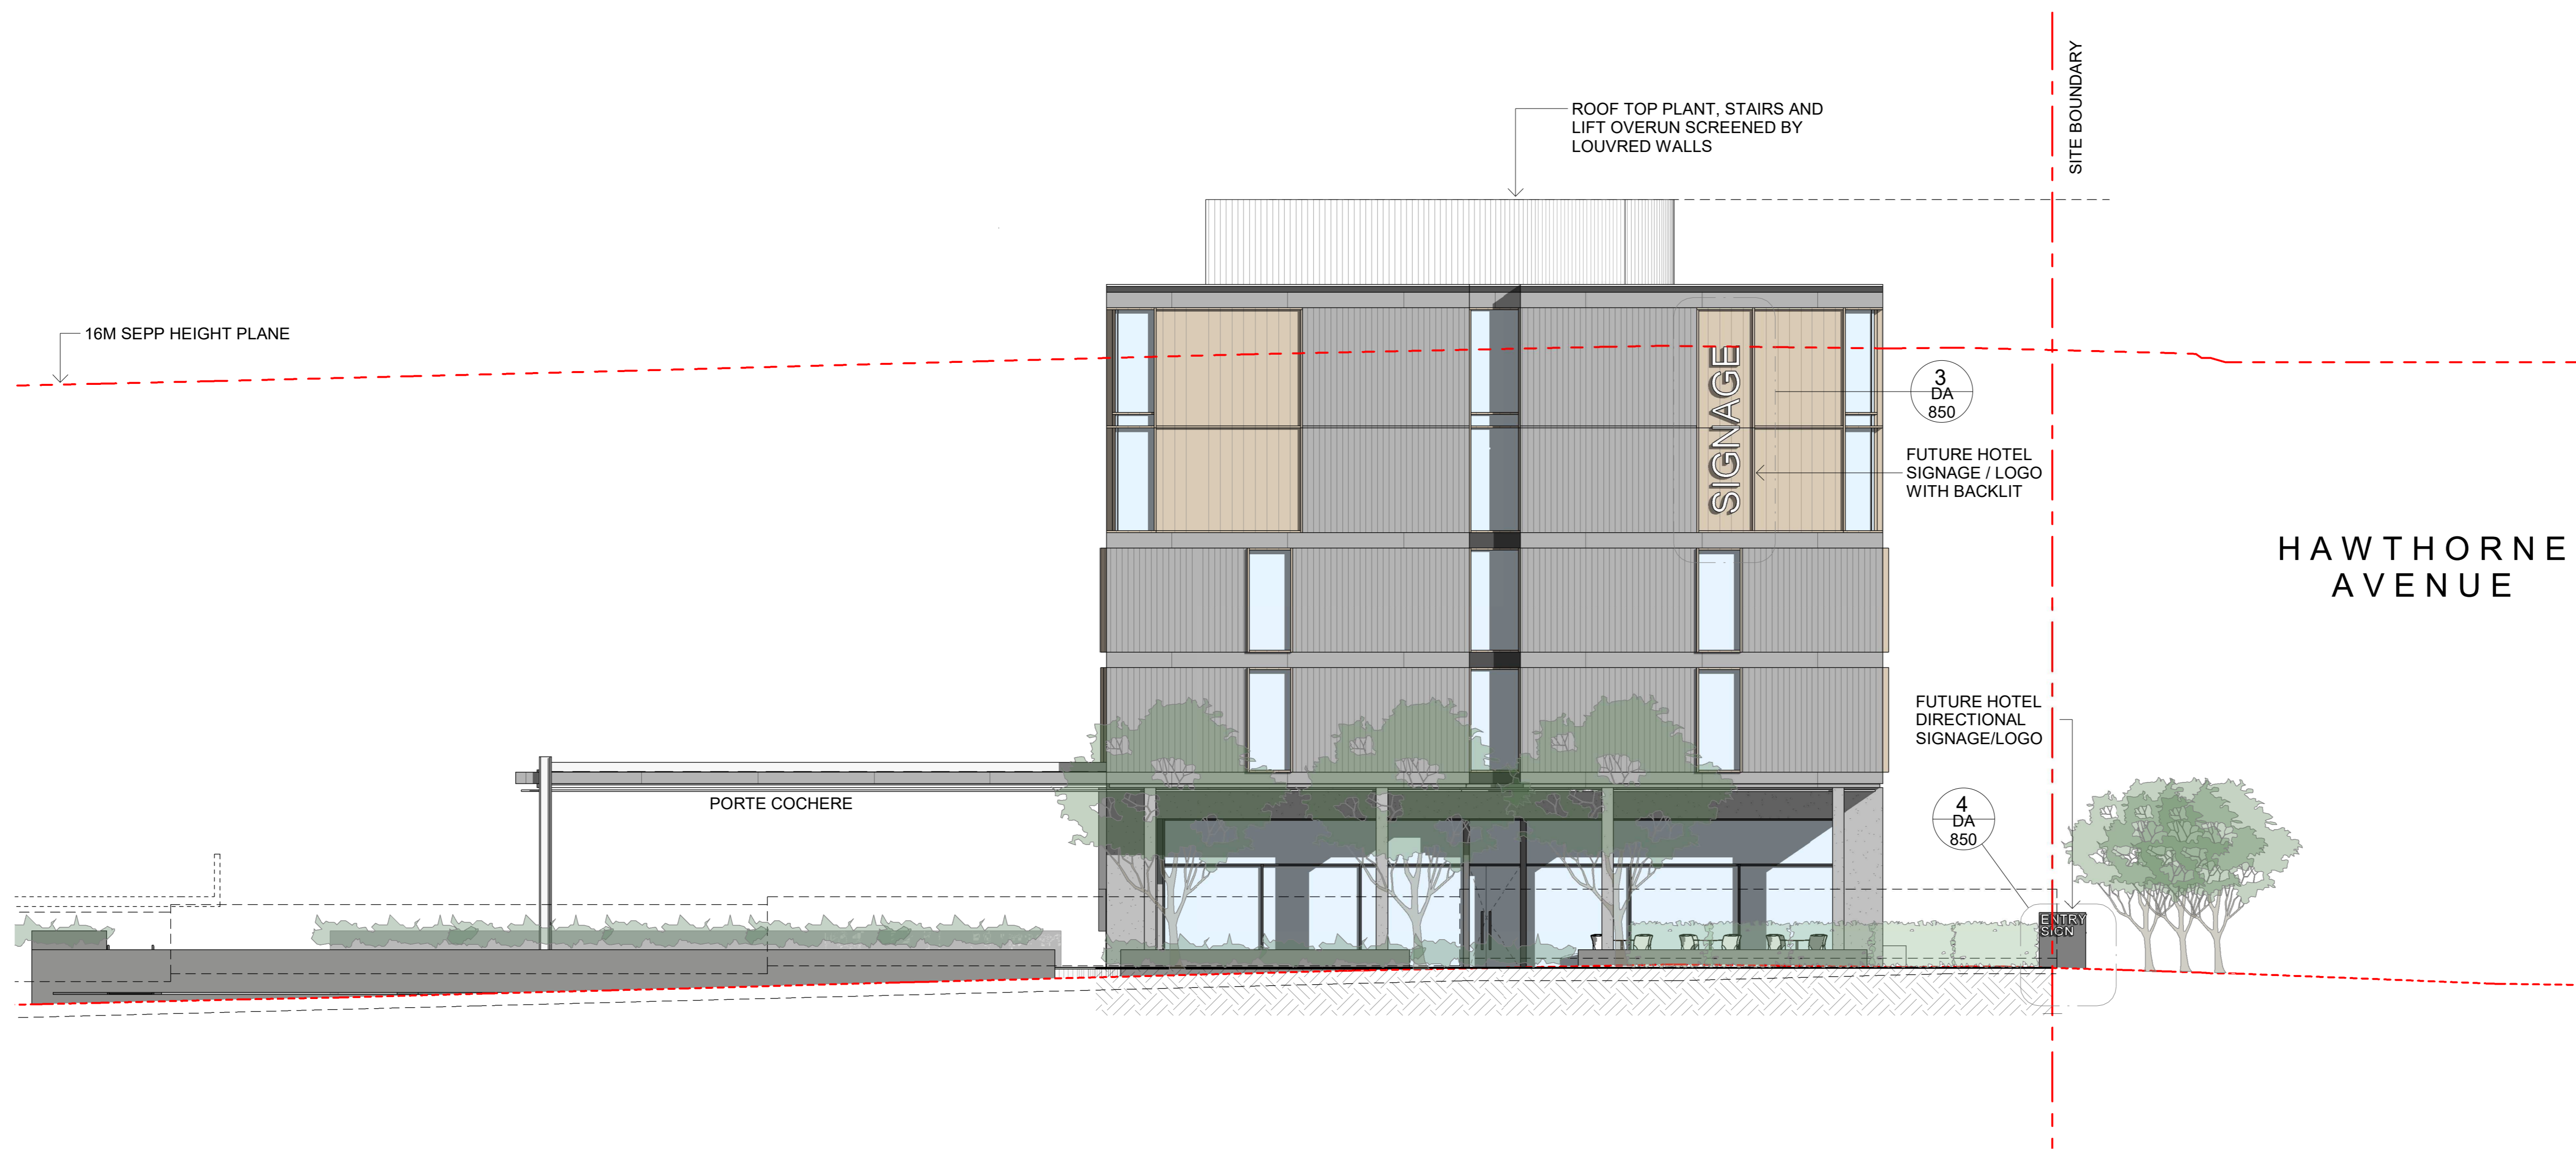 SITE BOUNDARY
ROOF TOP PLANT, STAIRS AND
LIFT OVERUN SCREENED BY
LOUVRED WALLS
16M SEPP HEIGHT PLANE
SIGNAGE
3
DA
850
FUTURE HOTEL
SIGNAGE / LOGO
WITH BACKLIT
HAWTHORNE
AVENUE
FUTURE HOTEL
DIRECTIONAL
SIGNAGE/LOGO
PORTE COCHERE
4
DA
850
ENTRY
SIGN